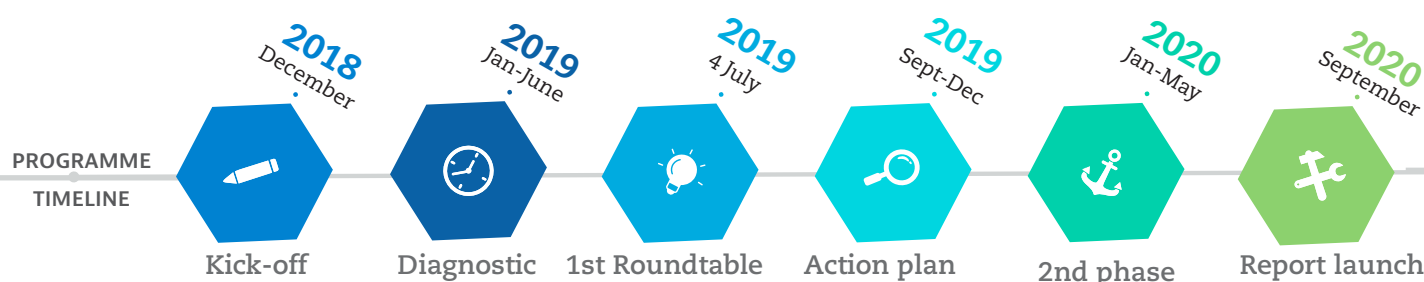 PROGRAMME
TIMELINE
2018
December
Kick-off
2019
Jan-June
Diagnostic
2019
4 July
1st Roundtable
2019
Sept-Dec
Action plan
2020
Jan-May
2nd phase
2020
September
Report launch